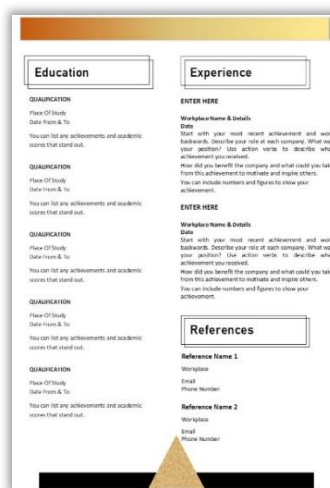 Education
QUALIFICATION
Place Of Study
Date From & To
You can list any achievements and academic
scores that stand out.
QUALIFICATION
Place Of Study
Date From & To
You can list any achievements and academic
scores that stand out.
QUALIFICATION
Place Of Study
Date From & To
You can list any achievements and academic
scores that stand out.
QUALIFICATION
Place Of Study
Date From & To
You can list any achievements and academic
scores that stand out.
QUALIFICATION
Place Of Study
Date From & To
You can list any achievements and academic
scores that stand out.
Experience
ENTER HERE
Workplace Name & Details
Date
Start with your most recent achievement and wor
backwards. Describe your role at each company. What wa
your position? Use action verbs to describe wha
achievement you received.
How did you benefit the company and what could you tak
from this achievement to motivate and inspire others.
You can include numbers and figures to show your
achievement.
ENTER HERE
Workplace Name & Details
Date
Start with your most recent achievement and wor
backwards. Describe your role at each company. What wa
your position? Use action verbs to describe wha
achievement you received.
How did you benefit the company and what could you tak
from this achievement to motivate and inspire others.
You can include numbers and figures to show your
achievement.
References
Reference Name 1
Workplace
Email
Phone Number
Reference Name 2
Workplace
Email
Phone Number